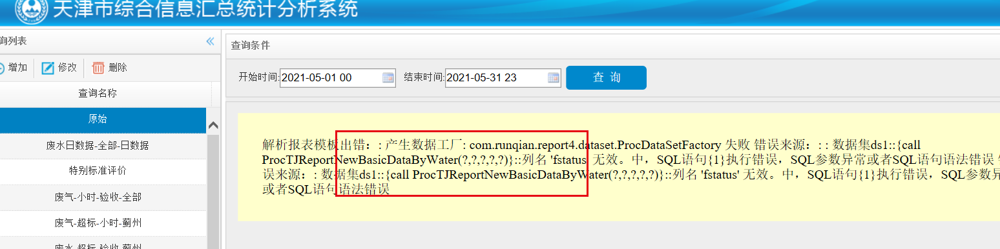 天津市综合信息汇总统计分析系统
询列表
查询条件
增加 修改 删除
开始时间: 2021-05-01 00 结束时间: 2021-05-31 23 查 询
查询名称
原始
废水日数据-全部-日数据
特别标准评价
废气-小时-验收-全部
废气-超标-小时-蓟州
废水-超标-验收-蓟州
解析报表模板出错：: 产生数据工厂: com.runqian.report4.dataset.ProcDataSetFactory 失败 错误来源：: : 数据集ds1::{call
ProcTJReportNewBasicDataByWater(?,?,?,?,?)}::列名 'fstatus' 无效。中，SQL语句{1}执行错误，SQL参数异常或者SQL语句语法错误
误来源：: 数据集ds1::{call ProcTJReportNewBasicDataByWater(?,?,?,?,?)}::列名 'fstatus' 无效。中，SQL语句{1}执行错误，SQL参数异
或者SQL语句语法错误